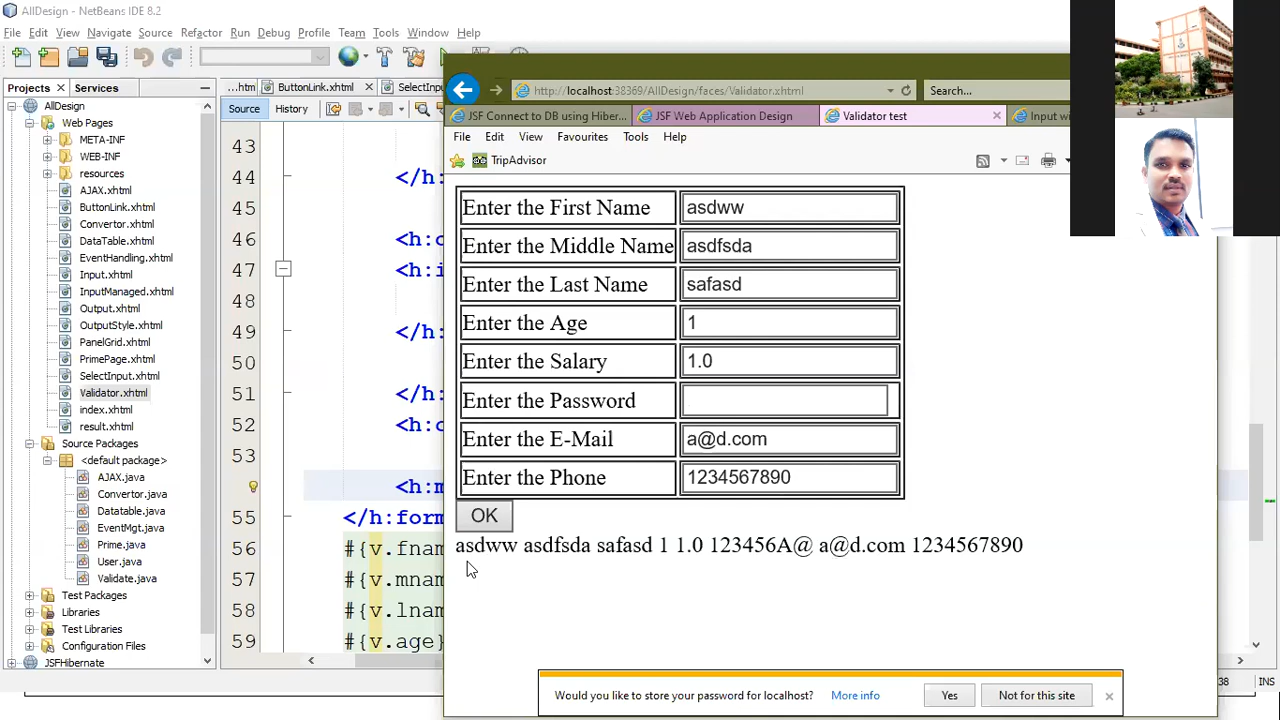 AllDesign - NetBeans IDE 8.2
File Edit View Navigate Source Refactor Run Debug Profile Team Tools Window
Projects Services
AllDesign
Web Pages
META-INF
WEB-INF
resources
AJAX.xhtml
ButtonLink.xhtml
Convertor.xhtml
DataTable.xhtml
EventHandling.xhtml
Input.xhtml
InputManaged.xhtml
Output.xhtml
OutputStyle.xhtml
PanelGrid.xhtml
PrimePage.xhtml
SelectInput.xhtml
Validator.xhtml
index.xhtml
result.xhtml
Source Packages
<default package>
AJAX.java
Convertor.java
Datatable.java
EventMgt.java
Prime.java
User.java
Validate.java
Test Packages
Libraries
Test Libraries
Configuration Files
JSFHibernate
...htm ButtonLink.xhtml SelectInp
Source History
43
44 </h:
45
46 <h:c
47 <h:i
48
49 </h:
50
51 </h:
52 <h:c
53
<h:m
55 </h:form
56 #{v.fnam
57 #{v.mnam
58 #{v.lnam
59 #{v.age}
http://localhost:38369/AllDesign/faces/Validator.xhtml Search...
JSF Connect to DB using Hiber... JSF Web Application Design Validator test Input wi
File Edit View Favourites Tools Help
TripAdvisor
Enter the First Name asdww
Enter the Middle Name asdfsda
Enter the Last Name safasd
Enter the Age 1
Enter the Salary 1.0
Enter the Password
Enter the E-Mail a@d.com
Enter the Phone 1234567890
OK
asdww asdfsda safasd 1 1.0 123456A@ a@d.com 1234567890
Would you like to store your password for localhost? More info Yes Not for this site
38 INS